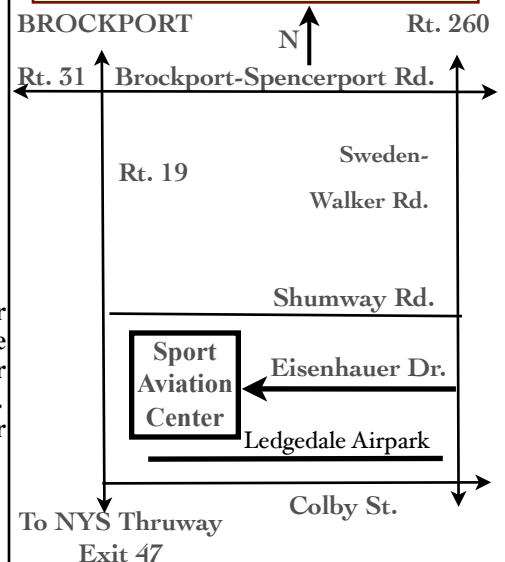 BROCKPORT
N
Rt. 260
Rt. 31
Brockport-Spencerport Rd.
Rt. 19
Sweden-
Walker Rd.
Shumway Rd.
r
e
r
.
r
Sport
Aviation
Center
Eisenhauer Dr.
Ledgedale Airpark
Colby St.
To NYS Thruway
Exit 47